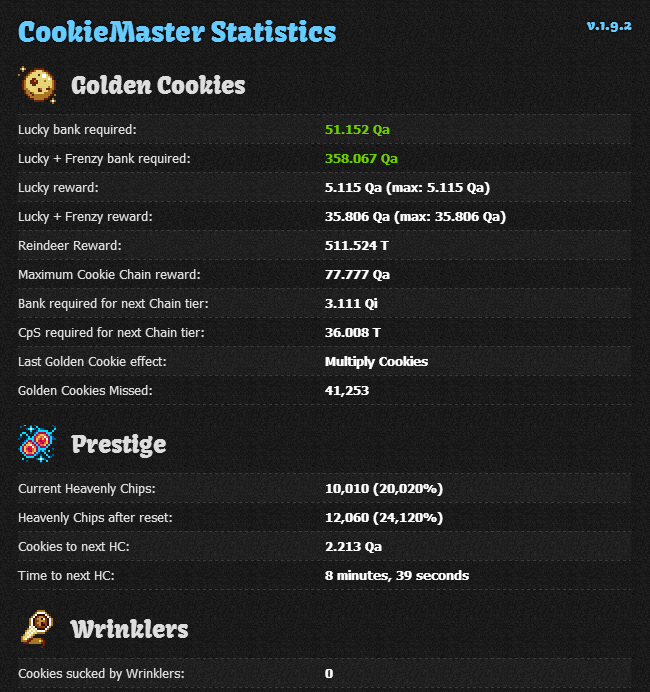 CookieMaster Statistics v.1.9.2
Golden Cookies
Lucky bank required: 51.152 Qa
Lucky + Frenzy bank required: 358.067 Qa
Lucky reward: 5.115 Qa (max: 5.115 Qa)
Lucky + Frenzy reward: 35.806 Qa (max: 35.806 Qa)
Reindeer Reward: 511.524 T
Maximum Cookie Chain reward: 77.777 Qa
Bank required for next Chain tier: 3.111 Qi
CpS required for next Chain tier: 36.008 T
Last Golden Cookie effect: Multiply Cookies
Golden Cookies Missed: 41,253
Prestige
Current Heavenly Chips: 10,010 (20,020%)
Heavenly Chips after reset: 12,060 (24,120%)
Cookies to next HC: 2.213 Qa
Time to next HC: 8 minutes, 39 seconds
Wrinklers
Cookies sucked by Wrinklers: 0